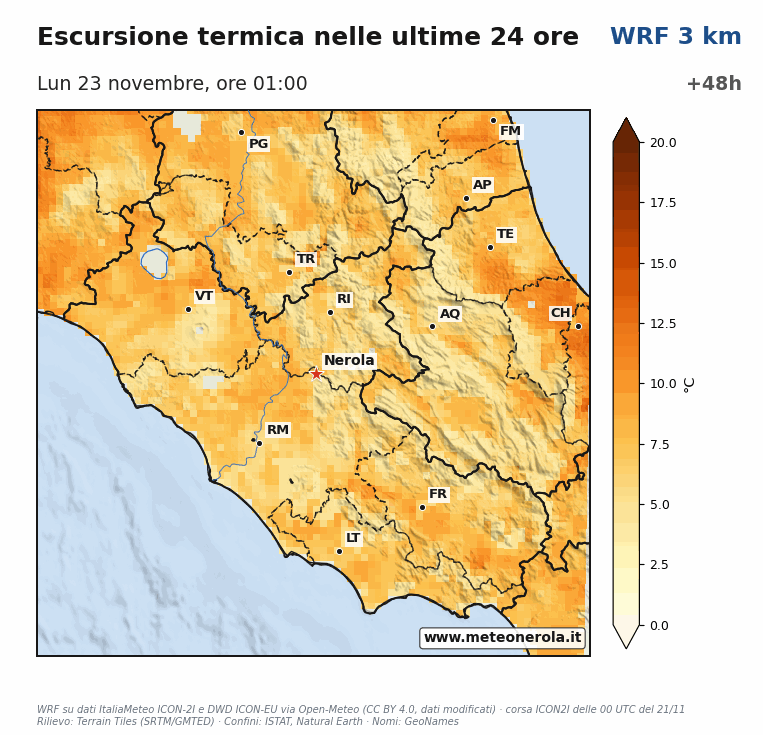 Escursione termica nelle ultime 24 ore WRF 3 km
Lun 23 novembre, ore 01:00 +48h
FM
PG
AP
TE
TR
VT
RI
AQ
CH
Nerola
RM
FR
LT
www.meteonerola.it
20.0
17.5
15.0
12.5
10.0
7.5
5.0
2.5
0.0
°C
WRF su dati ItaliaMeteo ICON-2I e DWD ICON-EU via Open-Meteo (CC BY 4.0, dati modificati) · corsa ICON2I delle 00 UTC del 21/11
Rilievo: Terrain Tiles (SRTM/GMTED) · Confini: ISTAT, Natural Earth · Nomi: GeoNames